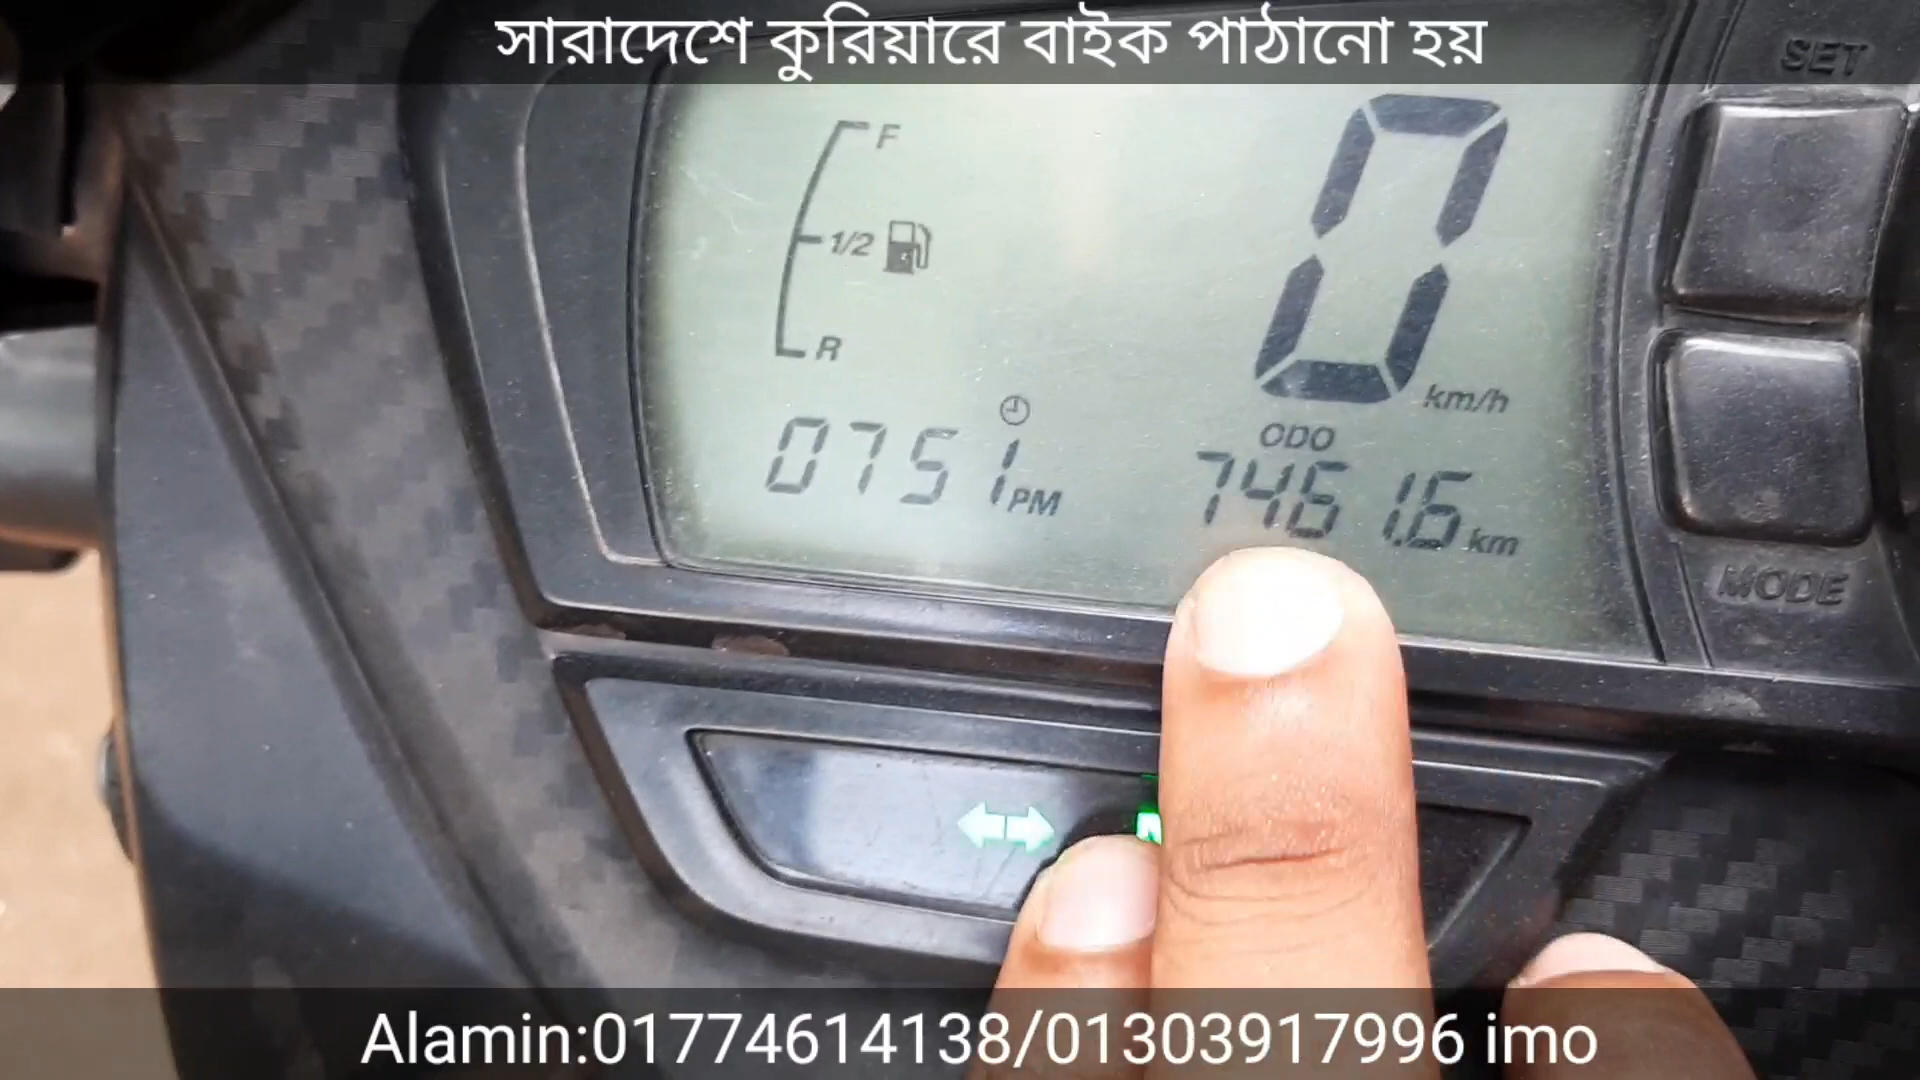 সারাদেশে কুরিয়ারে বাইক পাঠানো হয়
SET
F
1/2
R
0
km/h
ODO
0751 PM
7461.6 km
MODE
N
Alamin:01774614138/01303917996 imo